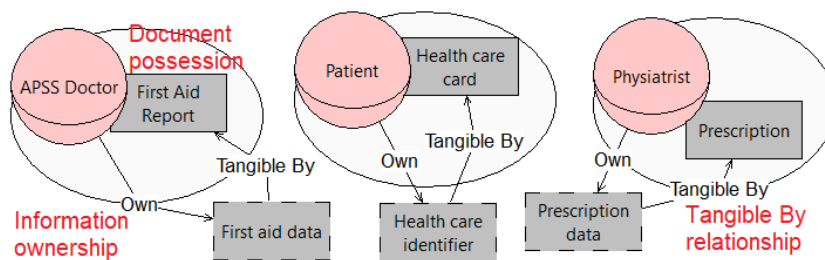 Document
possession
APSS Doctor
First Aid
Report
Tangible By
Own
Information
ownership
First aid data
Patient
Health care
card
Tangible By
Own
Health care
identifier
Physiatrist
Prescription
Own
Tangible By
Prescription
data
Tangible By
relationship